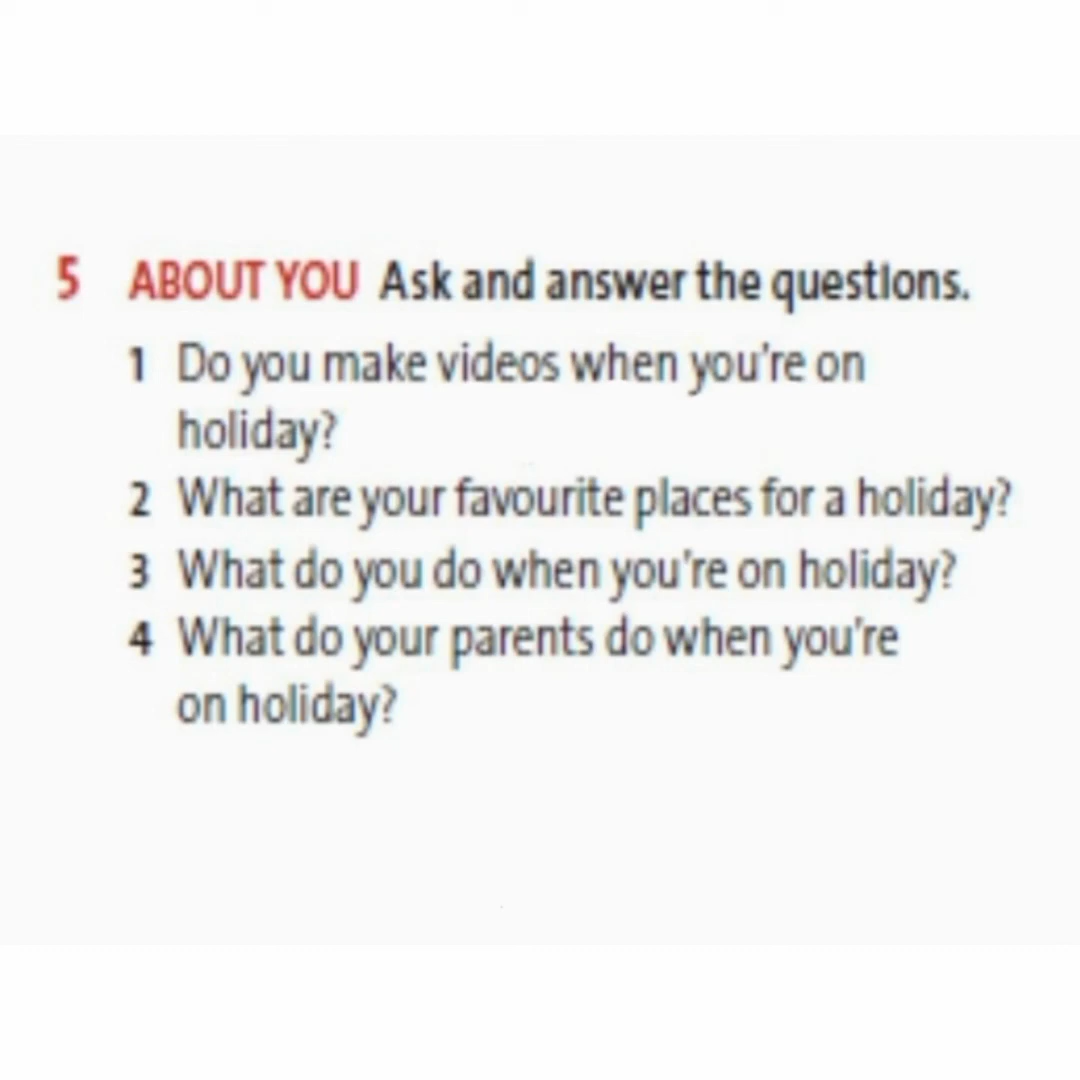 5 ABOUT YOU Ask and answer the questions.
1 Do you make videos when you're on
holiday?
2 What are your favourite places for a holiday?
3 What do you do when you're on holiday?
4 What do your parents do when you're
on holiday?